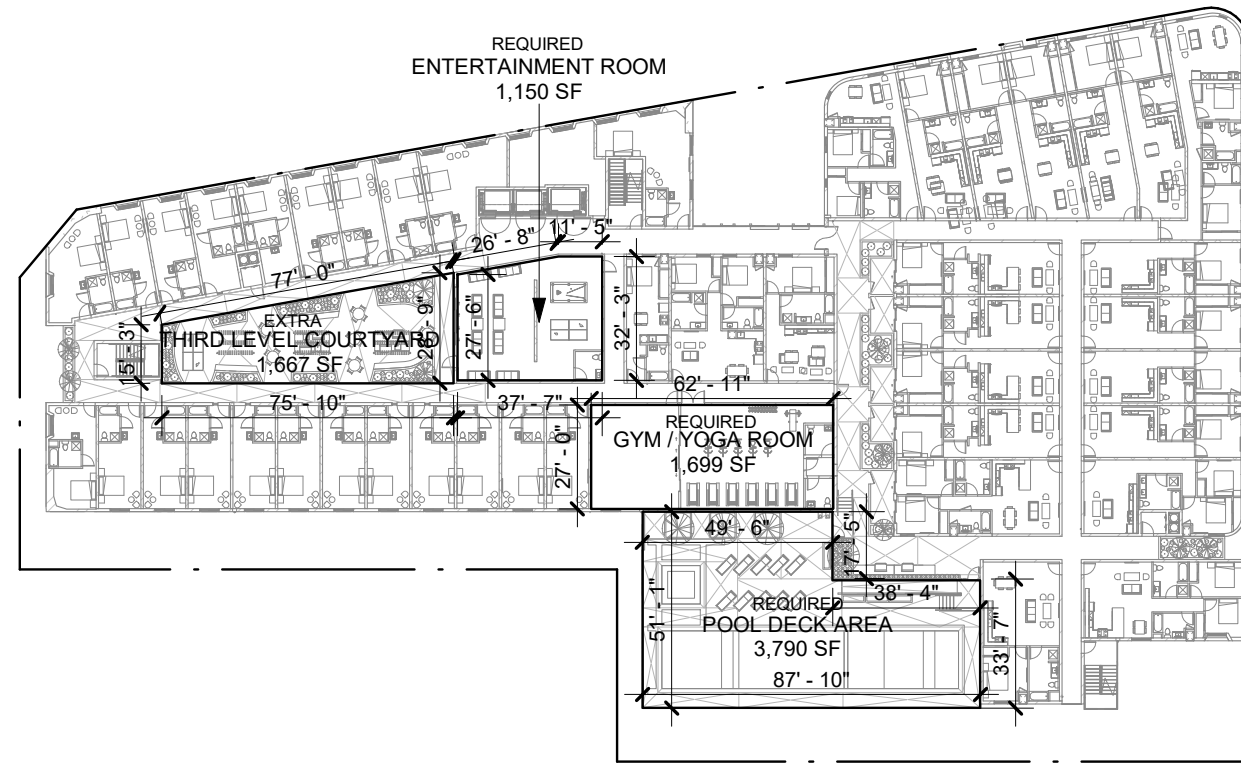 REQUIRED
ENTERTAINMENT ROOM
1,150 SF
11' - 5"
26' - 8"
77' - 0"
EXTRA
THIRD LEVEL COURTYARD
1,667 SF
15' - 3"
28' - 9"
27' - 6"
32' - 3"
75' - 10"
37' - 7"
62' - 11"
REQUIRED
GYM / YOGA ROOM
1,699 SF
27' - 0"
49' - 6"
17' - 5"
38' - 4"
REQUIRED
POOL DECK AREA
3,790 SF
51' - 1"
33' - 7"
87' - 10"